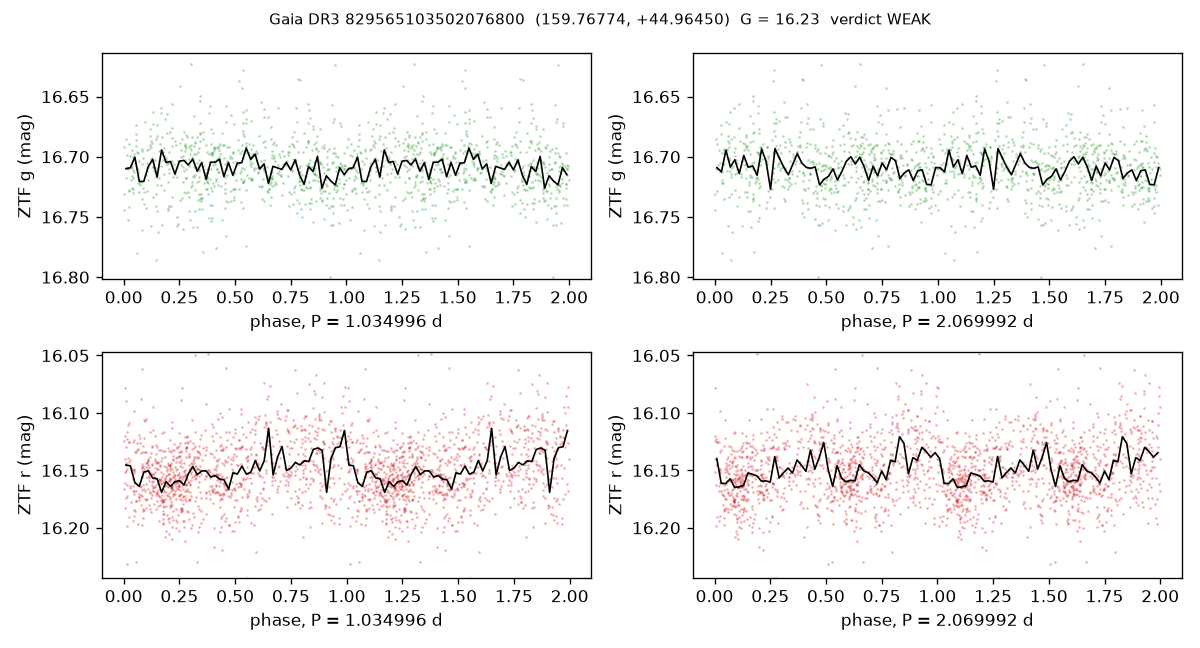 Gaia DR3 829565103502076800  (159.76774, +44.96450)  G = 16.23  verdict WEAK
ZTF g (mag)
16.65
16.70
16.75
16.80
0.00 0.25 0.50 0.75 1.00 1.25 1.50 1.75 2.00
phase, P = 1.034996 d
ZTF g (mag)
16.65
16.70
16.75
16.80
0.00 0.25 0.50 0.75 1.00 1.25 1.50 1.75 2.00
phase, P = 2.069992 d
ZTF r (mag)
16.05
16.10
16.15
16.20
0.00 0.25 0.50 0.75 1.00 1.25 1.50 1.75 2.00
phase, P = 1.034996 d
ZTF r (mag)
16.05
16.10
16.15
16.20
0.00 0.25 0.50 0.75 1.00 1.25 1.50 1.75 2.00
phase, P = 2.069992 d